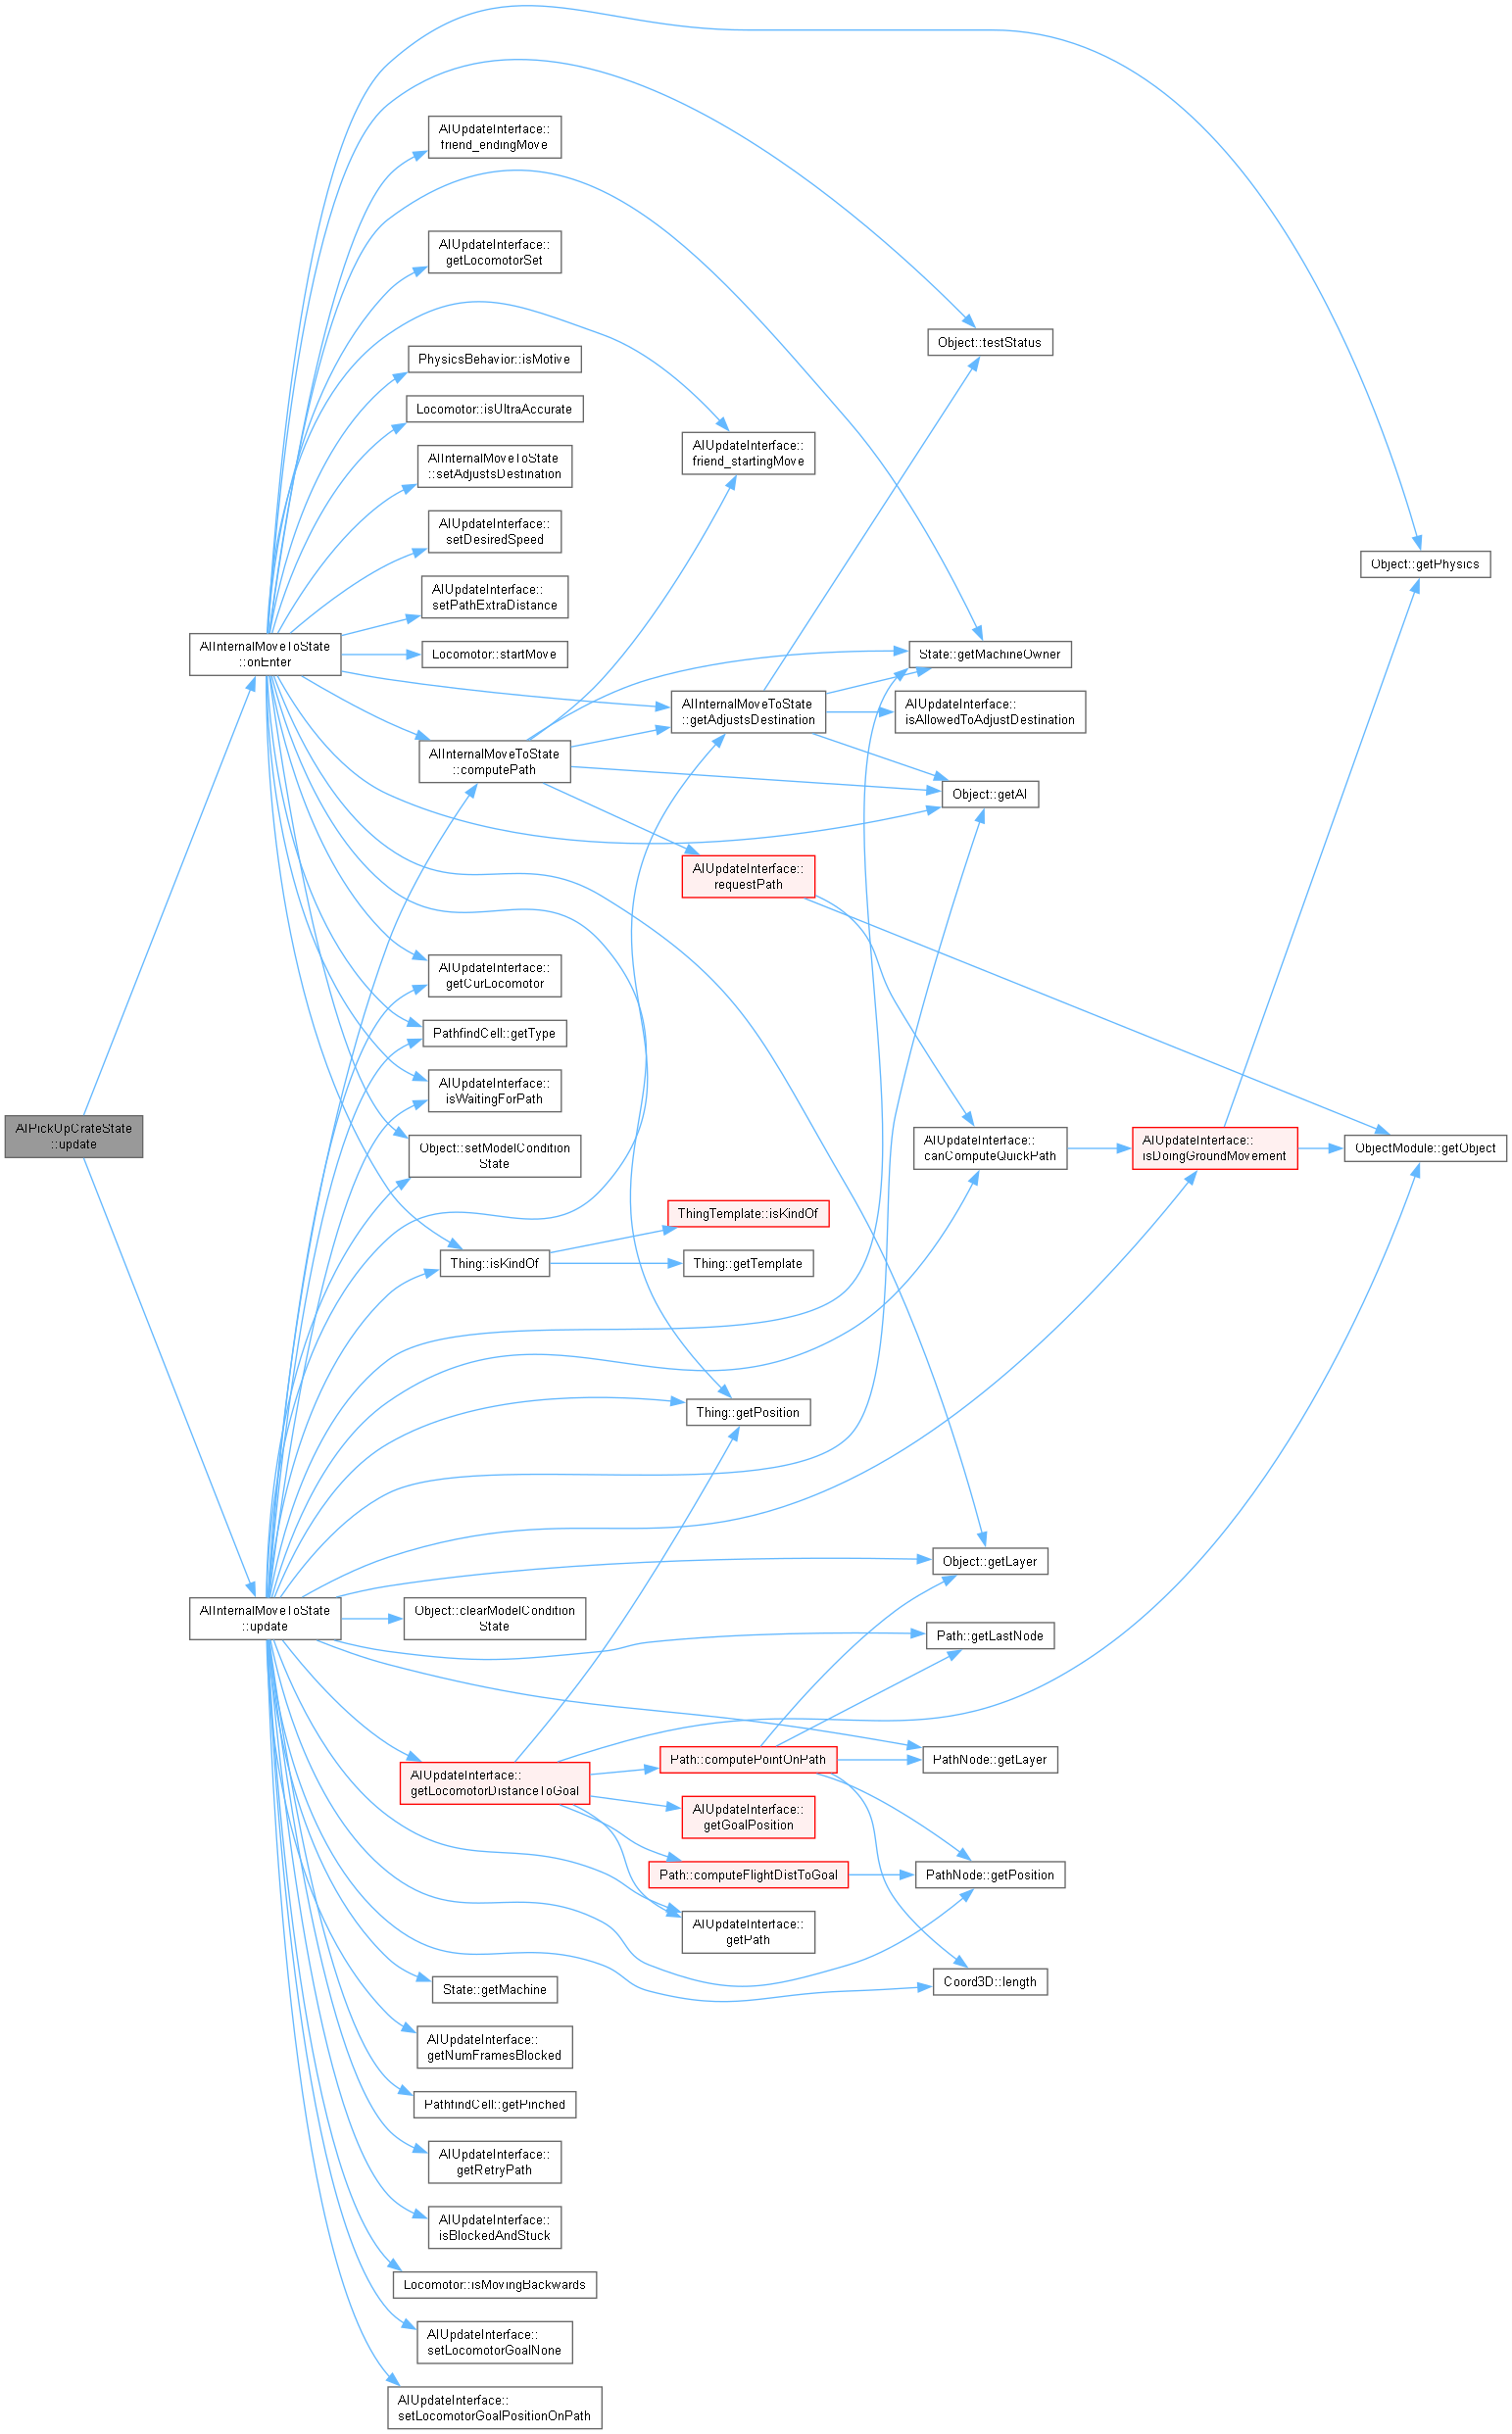 AIUpdateInterface::
friend_endingMove
AIUpdateInterface::
getLocomotorSet
Object::testStatus
PhysicsBehavior::isMotive
Locomotor::isUltraAccurate
AIUpdateInterface::
friend_startingMove
AIInternalMoveToState
::setAdjustsDestination
AIUpdateInterface::
setDesiredSpeed
Object::getPhysics
AIUpdateInterface::
setPathExtraDistance
AIInternalMoveToState
::onEnter
Locomotor::startMove
State::getMachineOwner
AIInternalMoveToState
::getAdjustsDestination
AIUpdateInterface::
isAllowedToAdjustDestination
AIInternalMoveToState
::computePath
Object::getAI
AIUpdateInterface::
requestPath
AIUpdateInterface::
getCurLocomotor
PathfindCell::getType
AIUpdateInterface::
isWaitingForPath
AIPickUpCrateState
::update
Object::setModelCondition
State
AIUpdateInterface::
canComputeQuickPath
AIUpdateInterface::
isDoingGroundMovement
ObjectModule::getObject
ThingTemplate::isKindOf
Thing::isKindOf
Thing::getTemplate
Thing::getPosition
Object::getLayer
AIInternalMoveToState
::update
Object::clearModelCondition
State
Path::getLastNode
Path::computePointOnPath
PathNode::getLayer
AIUpdateInterface::
getLocomotorDistanceToGoal
AIUpdateInterface::
getGoalPosition
Path::computeFlightDistToGoal
PathNode::getPosition
AIUpdateInterface::
getPath
State::getMachine
Coord3D::length
AIUpdateInterface::
getNumFramesBlocked
PathfindCell::getPinched
AIUpdateInterface::
getRetryPath
AIUpdateInterface::
isBlockedAndStuck
Locomotor::isMovingBackwards
AIUpdateInterface::
setLocomotorGoalNone
AIUpdateInterface::
setLocomotorGoalPositionOnPath